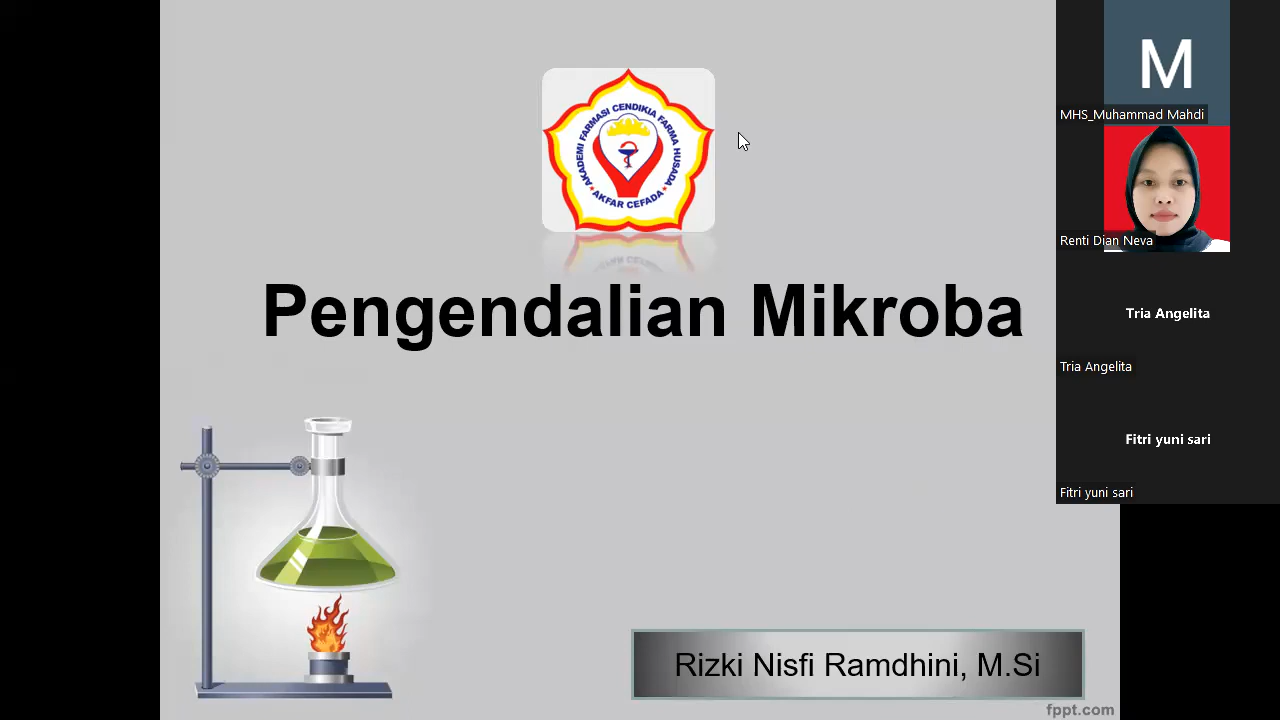 AKADEMI FARMASI CENDIKIA FARMA HUSADA
AKFAR CEFADA
Pengendalian Mikroba
Rizki Nisfi Ramdhini, M.Si
fppt.com
M
MHS_Muhammad Mahdi
Renti Dian Neva
Tria Angelita
Tria Angelita
Fitri yuni sari
Fitri yuni sari